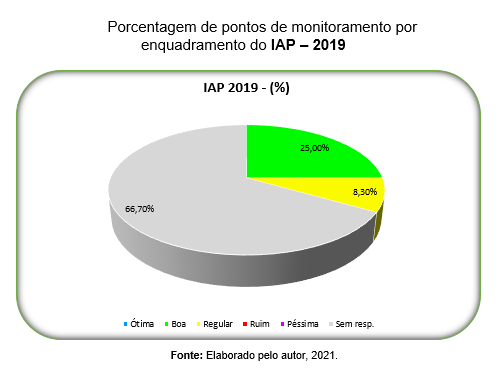 Porcentagem de pontos de monitoramento por
enquadramento do IAP – 2019
IAP 2019 - (%)
25,00%
8,30%
66,70%
Ótima Boa Regular Ruim Péssima Sem resp.
Fonte: Elaborado pelo autor, 2021.